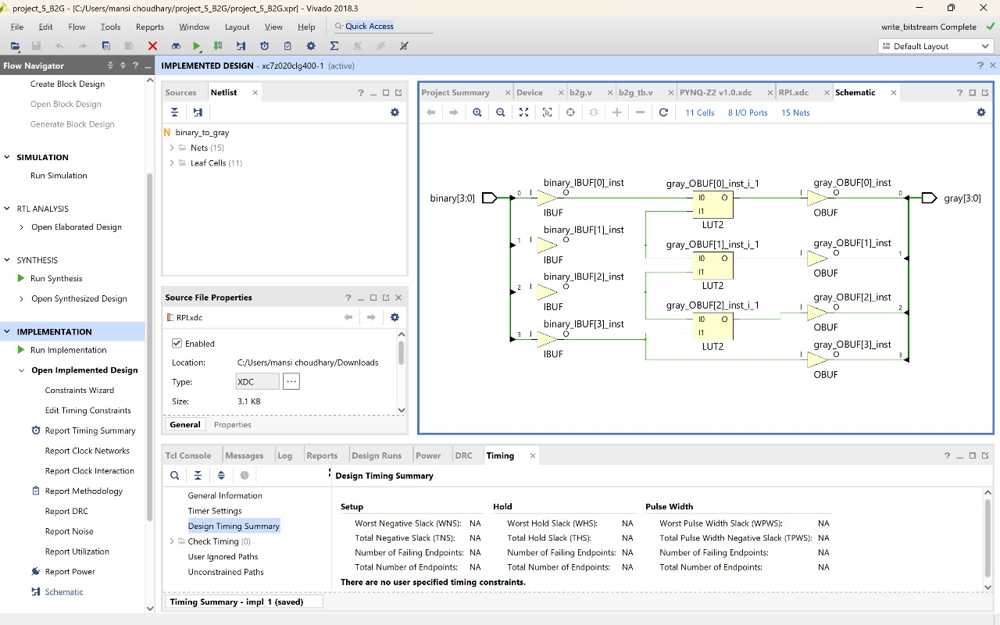 project_5_B2G - [C:/Users/mansi choudhary/project_5_B2G/project_5_B2G.xpr] - Vivado 2018.3
File Edit Flow Tools Reports Window Layout View Help Quick Access
write_bitstream Complete
Default Layout
Flow Navigator
Create Block Design
Open Block Design
Generate Block Design
SIMULATION
Run Simulation
RTL ANALYSIS
Open Elaborated Design
SYNTHESIS
Run Synthesis
Open Synthesized Design
IMPLEMENTATION
Run Implementation
Open Implemented Design
Constraints Wizard
Edit Timing Constraints
Report Timing Summary
Report Clock Networks
Report Clock Interaction
Report Methodology
Report DRC
Report Noise
Report Utilization
Report Power
Schematic
IMPLEMENTED DESIGN - xc7z020clg400-1 (active)
Sources Netlist
N binary_to_gray
Nets (15)
Leaf Cells (11)
Source File Properties
RPI.xdc
Enabled
Location: C:/Users/mansi choudhary/Downloads
Type: XDC
Size: 3.1 KB
General Properties
Project Summary Device b2g.v b2g_tb.v PYNQ-Z2 v1.0.xdc RPI.xdc Schematic
11 Cells 8 I/O Ports 15 Nets
binary[3:0]
0
1
2
3
binary_IBUF[0]_inst
I O
IBUF
binary_IBUF[1]_inst
I O
IBUF
binary_IBUF[2]_inst
I O
IBUF
binary_IBUF[3]_inst
I O
IBUF
gray_OBUF[0]_inst_i_1
I0 O
I1
LUT2
gray_OBUF[1]_inst_i_1
I0 O
I1
LUT2
gray_OBUF[2]_inst_i_1
I0 O
I1
LUT2
gray_OBUF[0]_inst
I O
OBUF
gray_OBUF[1]_inst
I O
OBUF
gray_OBUF[2]_inst
I O
OBUF
gray_OBUF[3]_inst
I O
OBUF
0
1
2
3
gray[3:0]
Tcl Console Messages Log Reports Design Runs Power DRC Timing
General Information
Timer Settings
Design Timing Summary
Check Timing (0)
User Ignored Paths
Unconstrained Paths
Design Timing Summary
Setup Hold Pulse Width
Worst Negative Slack (WNS): NA Worst Hold Slack (WHS): NA Worst Pulse Width Slack (WPWS): NA
Total Negative Slack (TNS): NA Total Hold Slack (THS): NA Total Pulse Width Negative Slack (TPWS): NA
Number of Failing Endpoints: NA Number of Failing Endpoints: NA Number of Failing Endpoints: NA
Total Number of Endpoints: NA Total Number of Endpoints: NA Total Number of Endpoints: NA
There are no user specified timing constraints.
Timing Summary - impl_1 (saved)